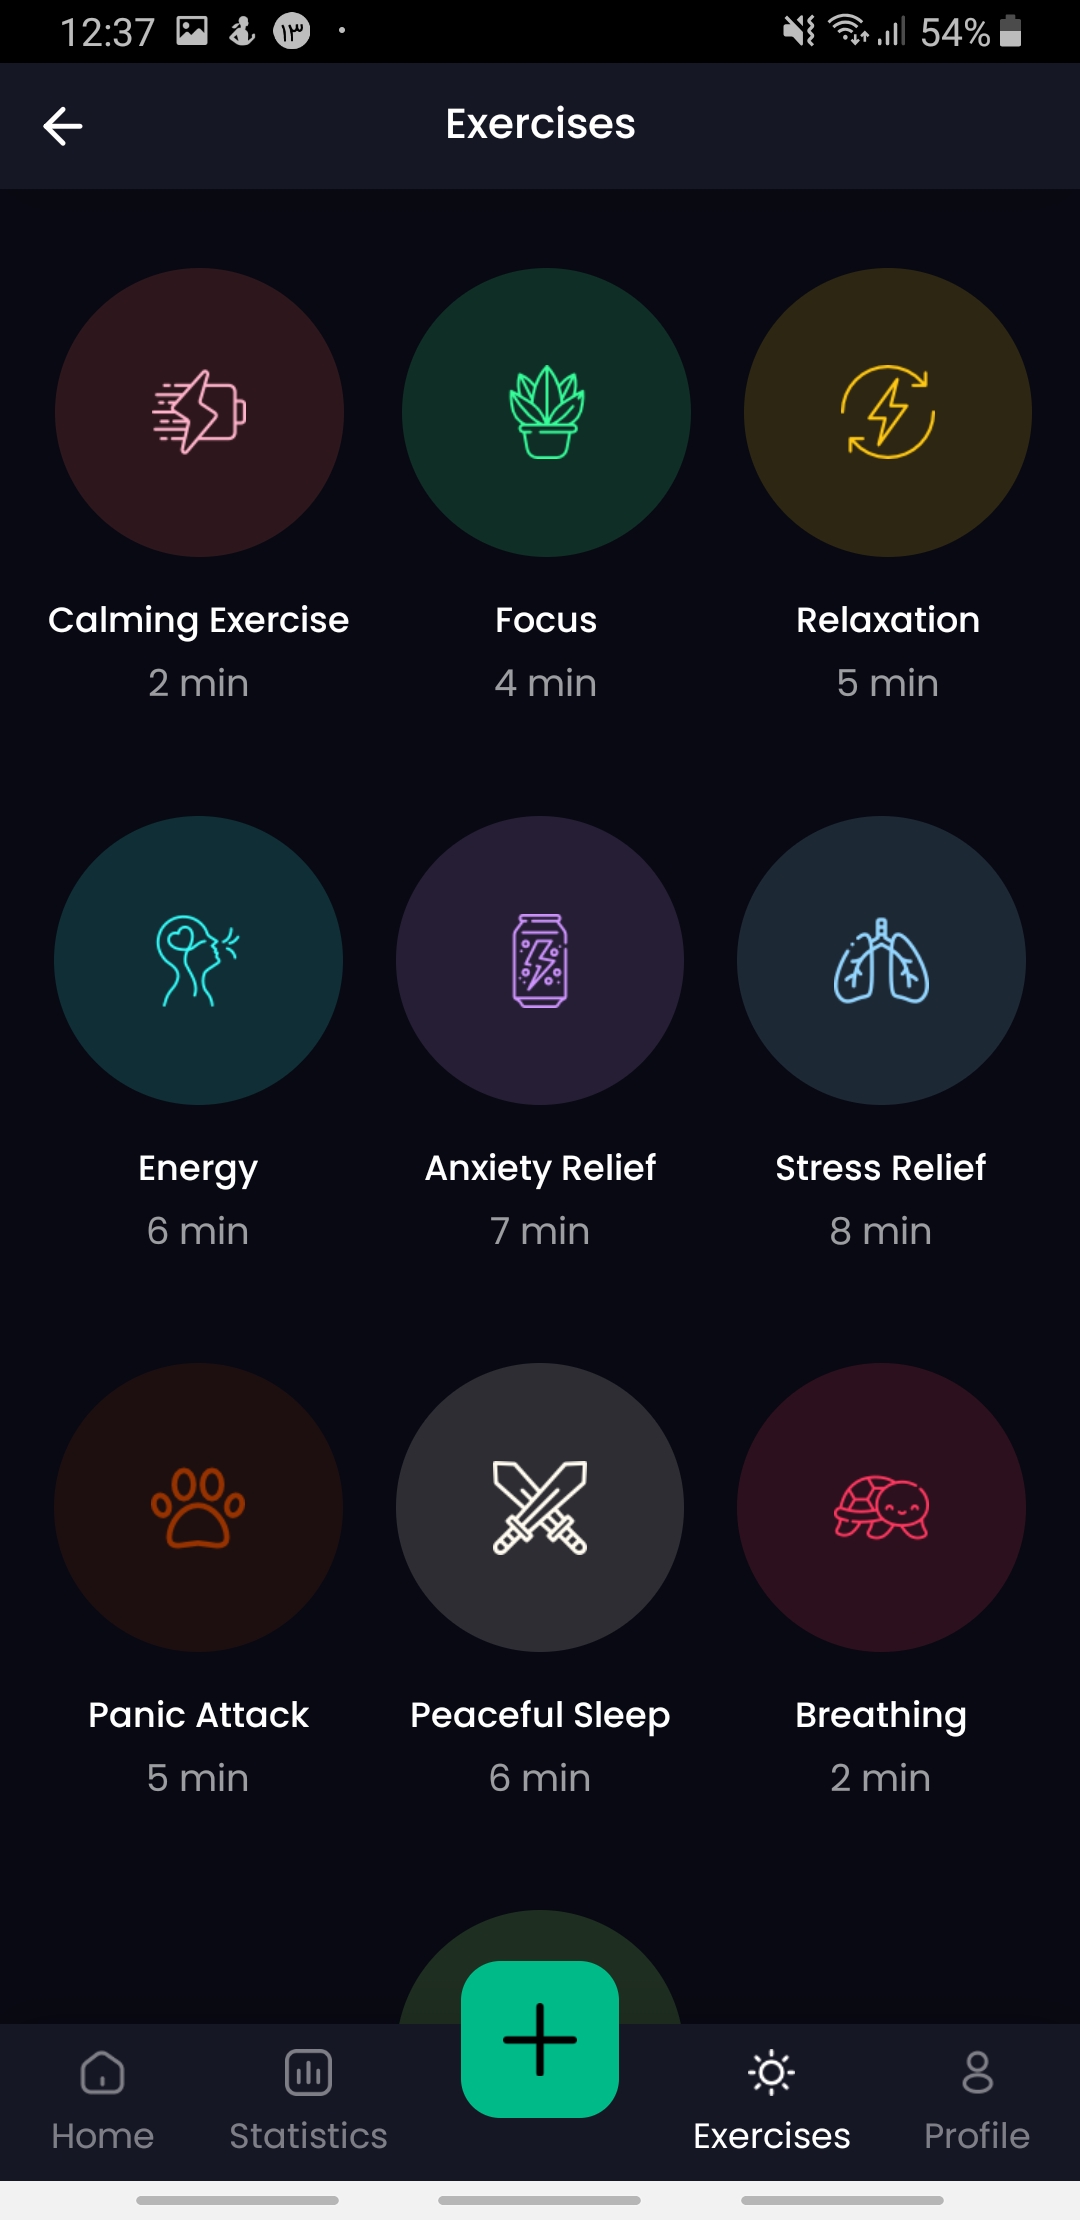 12:37 ١٣ 54%
Exercises
Calming Exercise Focus Relaxation
2 min 4 min 5 min
Energy Anxiety Relief Stress Relief
6 min 7 min 8 min
Panic Attack Peaceful Sleep Breathing
5 min 6 min 2 min
Home Statistics Exercises Profile